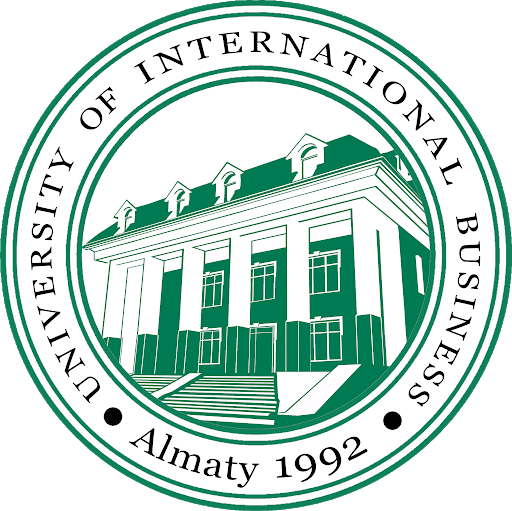 UNIVERSITY OF INTERNATIONAL BUSINESS
Almaty 1992